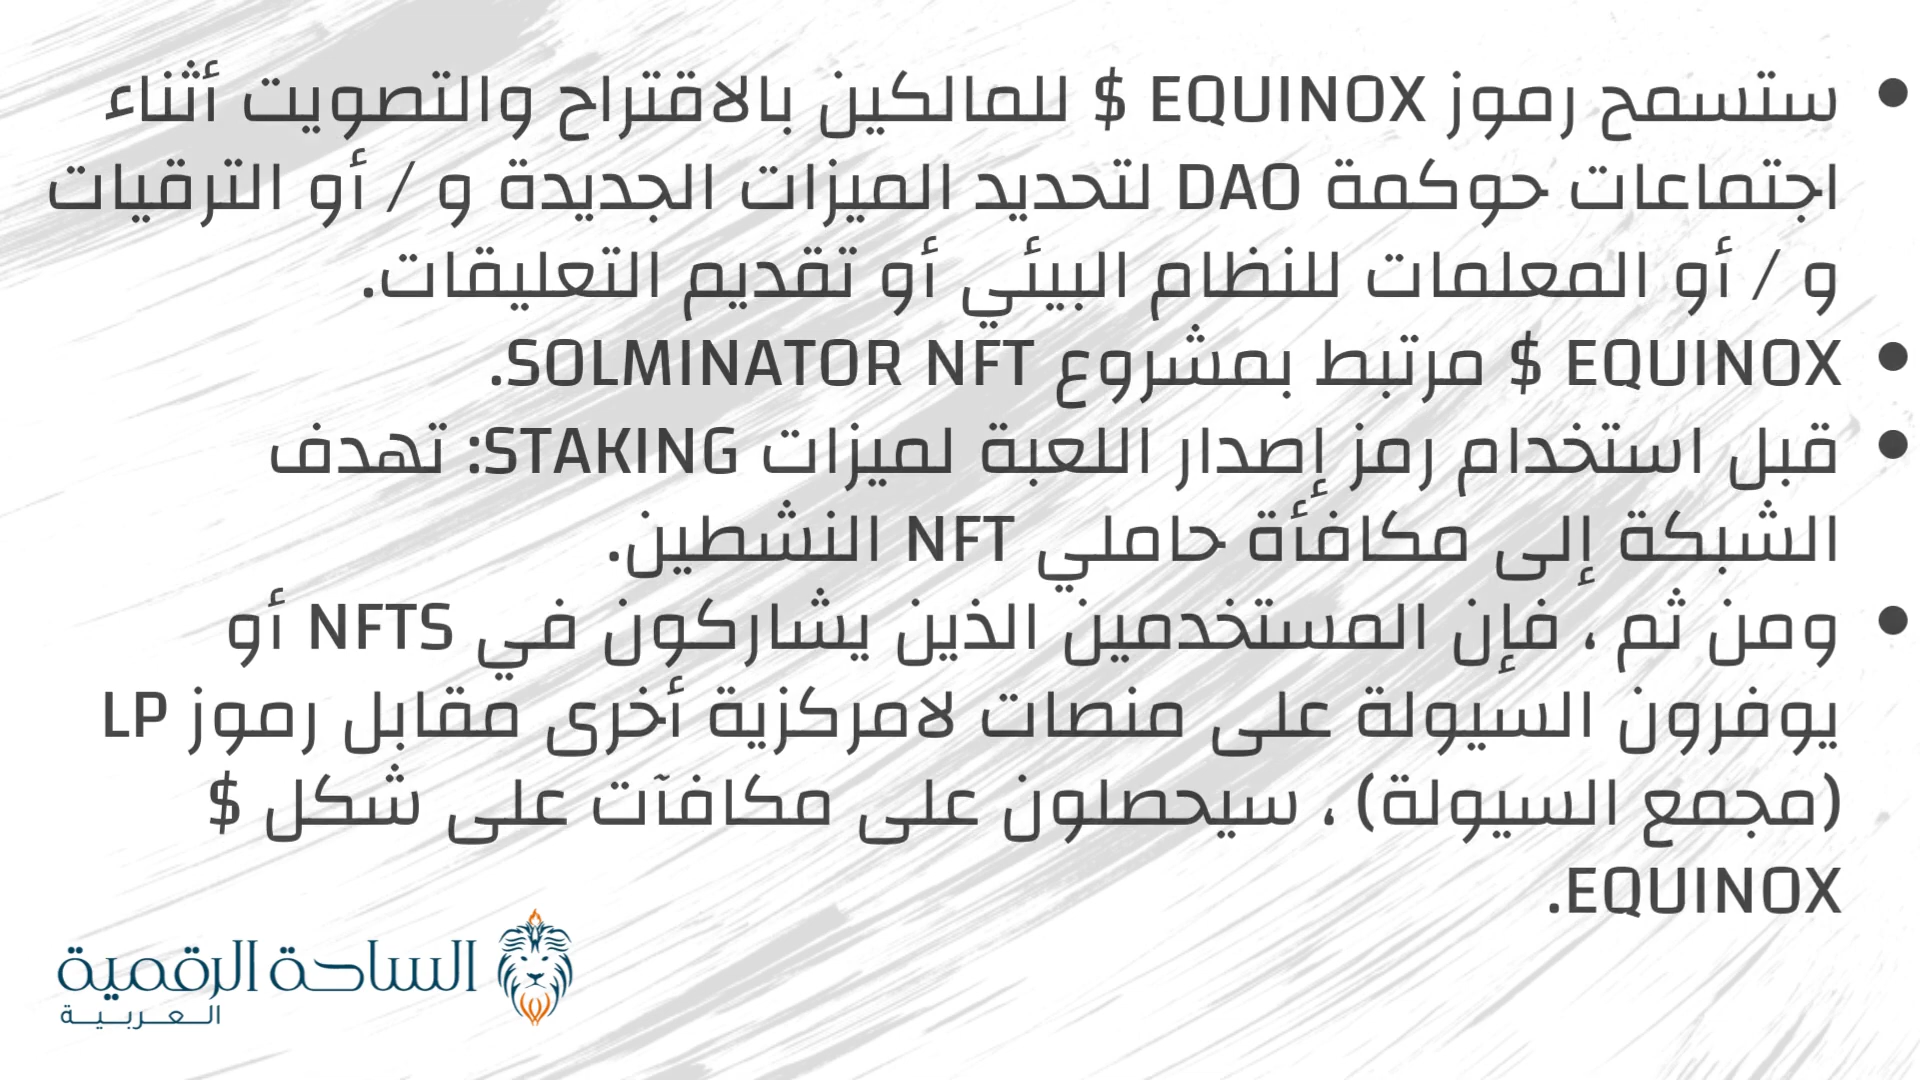 • ستسمح رموز EQUINOX $ للمالكين بالاقتراح والتصويت أثناء
اجتماعات حوكمة DAO لتحديد الميزات الجديدة و / أو الترقيات
و / أو المعلمات للنظام البيئي أو تقديم التعليقات.
• EQUINOX $ مرتبط بمشروع SOLMINATOR NFT.
• قبل استخدام رمز إصدار اللعبة لميزات STAKING: تهدف
الشبكة إلى مكافأة حاملي NFT النشطين.
• ومن ثم ، فإن المستخدمين الذين يشاركون في NFTS أو
يوفرون السيولة على منصات لامركزية أخرى مقابل رموز LP
(مجمع السيولة) ، سيحصلون على مكافآت على شكل $
EQUINOX.
الساحة الرقمية
العربية